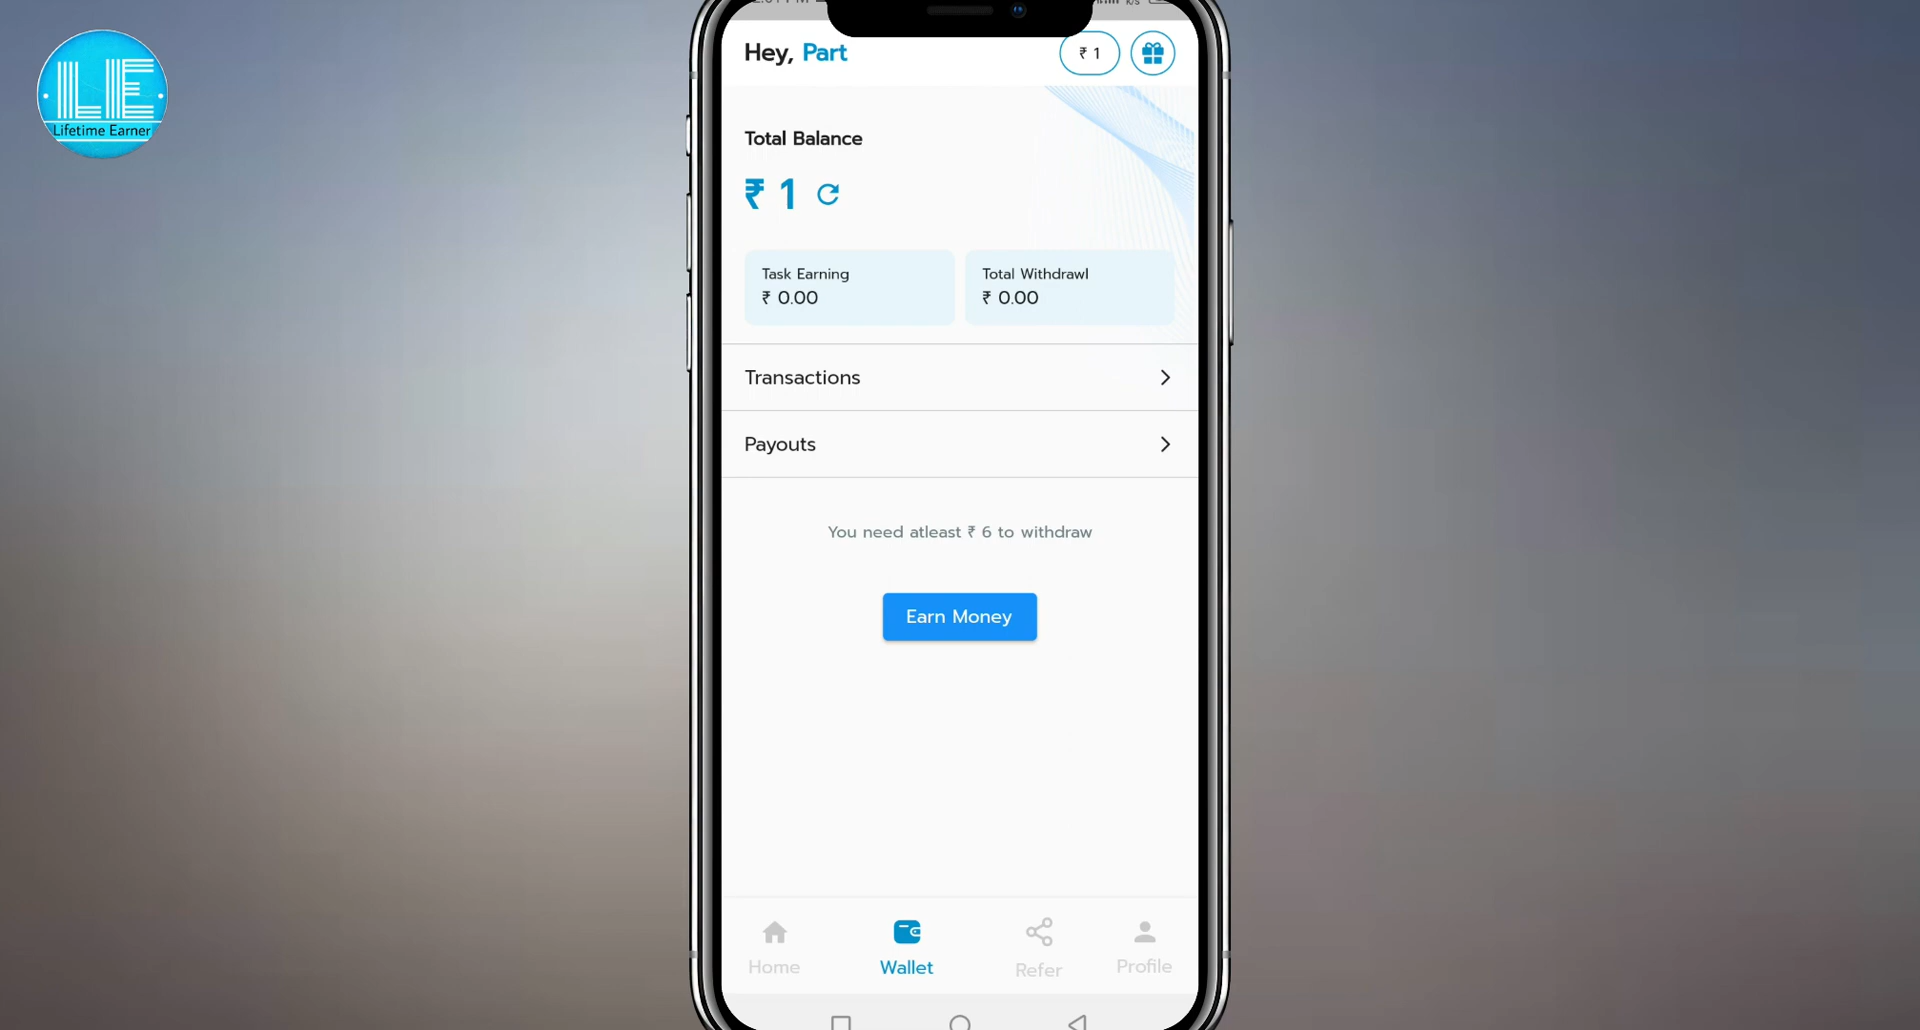 LE
Lifetime Earner
Hey, Part
₹ 1
Total Balance
₹ 1
Task Earning
₹ 0.00
Total Withdrawl
₹ 0.00
Transactions
Payouts
You need atleast ₹ 6 to withdraw
Earn Money
Home
Wallet
Refer
Profile